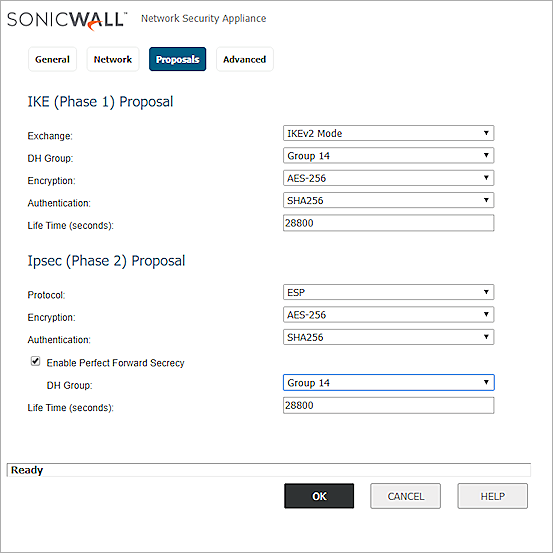 SONICWALL Network Security Appliance
General Network Proposals Advanced
IKE (Phase 1) Proposal
Exchange: IKEv2 Mode
DH Group: Group 14
Encryption: AES-256
Authentication: SHA256
Life Time (seconds): 28800
Ipsec (Phase 2) Proposal
Protocol: ESP
Encryption: AES-256
Authentication: SHA256
Enable Perfect Forward Secrecy
DH Group: Group 14
Life Time (seconds): 28800
Ready
OK CANCEL HELP